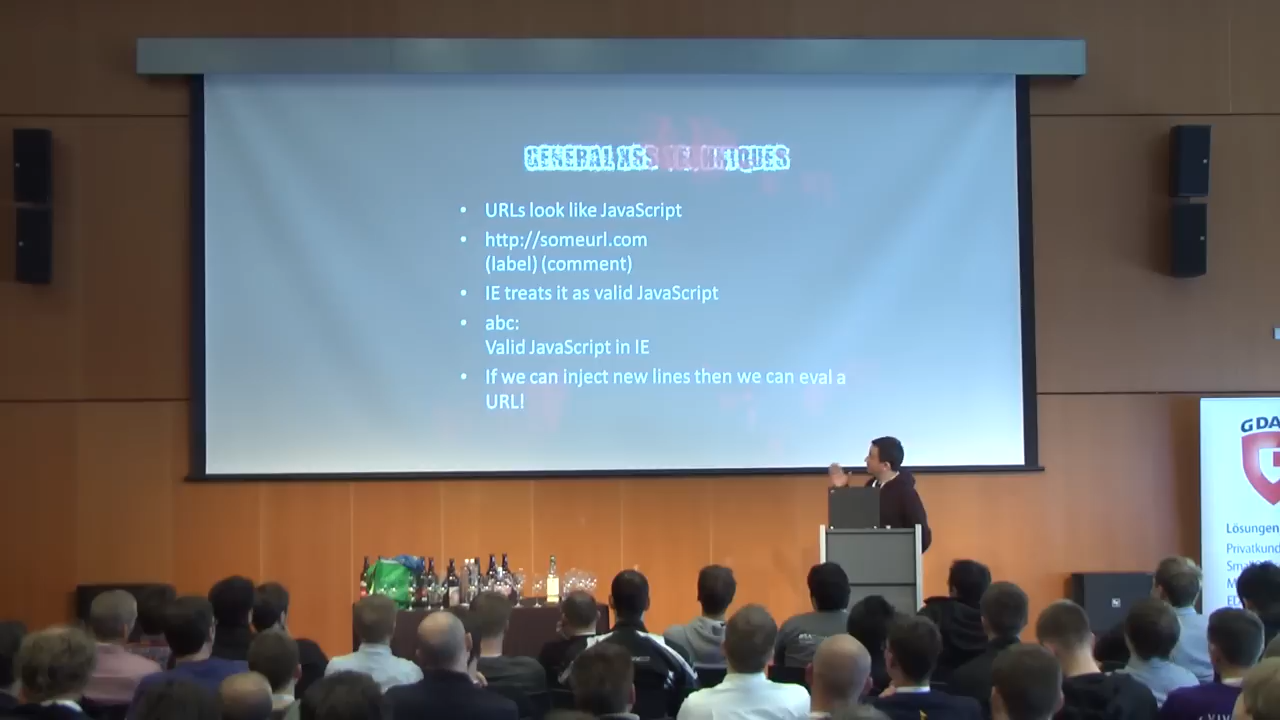 GENERAL XSS TECHNIQUES
• URLs look like JavaScript
• http://someurl.com
(label) (comment)
• IE treats it as valid JavaScript
• abc:
Valid JavaScript in IE
• If we can inject new lines then we can eval a
URL!
GDA
Lösungen
Privatkund